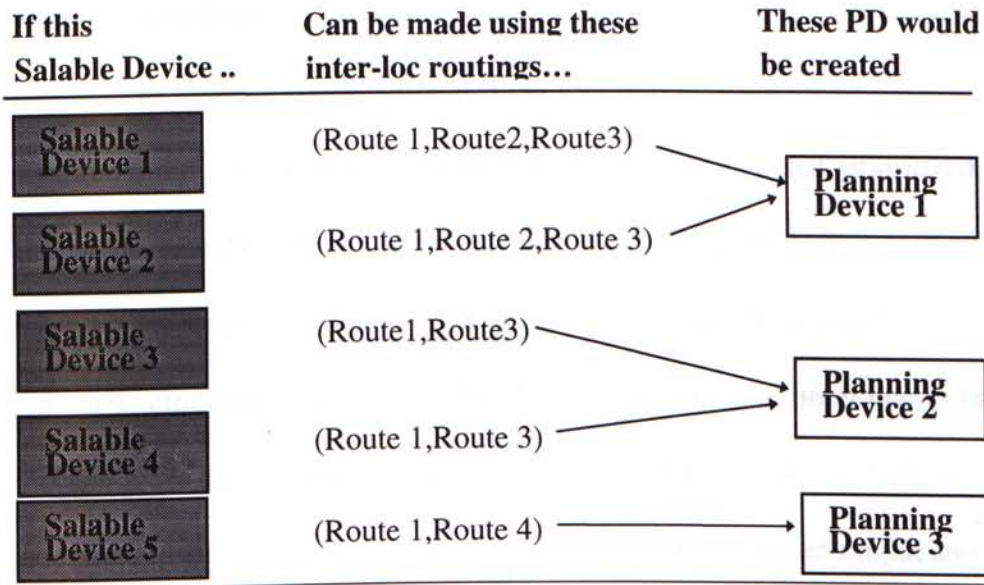 If this
Salable Device ..
Can be made using these
inter-loc routings...
These PD would
be created
Salable
Device 1
(Route 1,Route2,Route3)
Planning
Device 1
Salable
Device 2
(Route 1,Route 2,Route 3)
Salable
Device 3
(Route1,Route3)
Planning
Device 2
Salable
Device 4
(Route 1,Route 3)
Salable
Device 5
(Route 1,Route 4)
Planning
Device 3